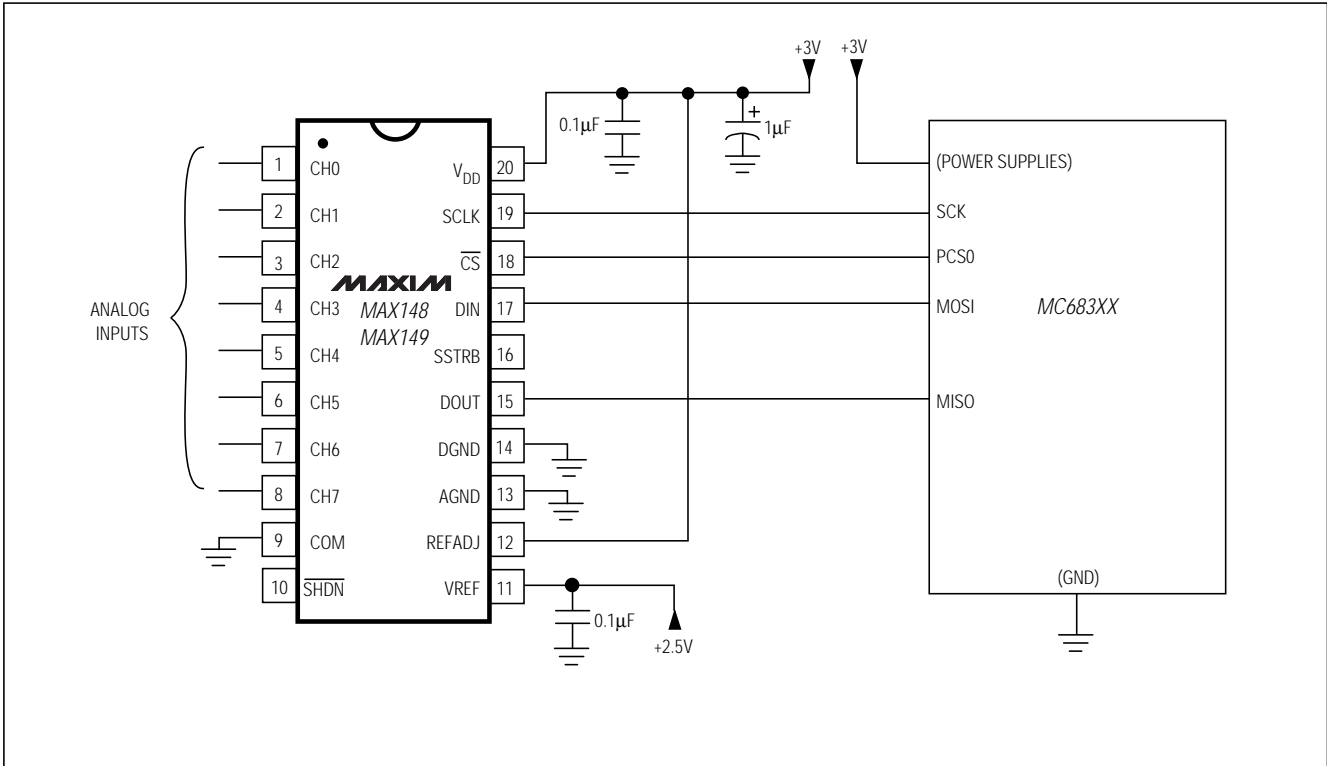 +3V
+3V
0.1μF
+
1μF
1
CH0
VDD
20
(POWER SUPPLIES)
2
CH1
SCLK
19
SCK
3
CH2
CS
18
PCS0
MAXIM
4
CH3
MAX148
DIN
17
MOSI
MC683XX
ANALOG
INPUTS
MAX149
5
CH4
SSTRB
16
6
CH5
DOUT
15
MISO
7
CH6
DGND
14
8
CH7
AGND
13
9
COM
REFADJ
12
10
SHDN
VREF
11
(GND)
0.1μF
+2.5V